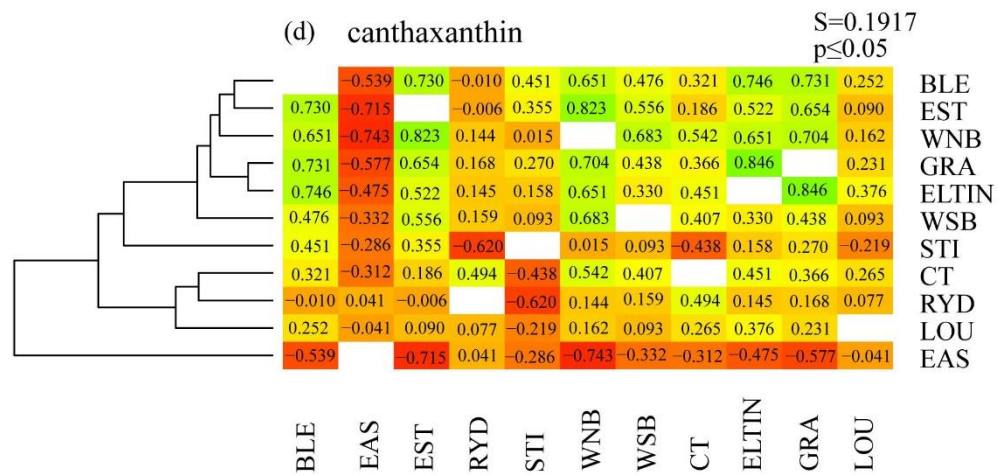 (d) canthaxanthin
S=0.1917
p≤0.05
−0.539 0.730 −0.010 0.451 0.651 0.476 0.321 0.746 0.731 0.252 BLE
0.730 −0.715 −0.006 0.355 0.823 0.556 0.186 0.522 0.654 0.090 EST
0.651 −0.743 0.823 0.144 0.015 0.683 0.542 0.651 0.704 0.162 WNB
0.731 −0.577 0.654 0.168 0.270 0.704 0.438 0.366 0.846 0.231 GRA
0.746 −0.475 0.522 0.145 0.158 0.651 0.330 0.451 0.846 0.376 ELTIN
0.476 −0.332 0.556 0.159 0.093 0.683 0.407 0.330 0.438 0.093 WSB
0.451 −0.286 0.355 −0.620 0.015 0.093 −0.438 0.158 0.270 −0.219 STI
0.321 −0.312 0.186 0.494 −0.438 0.542 0.407 0.451 0.366 0.265 CT
−0.010 0.041 −0.006 −0.620 0.144 0.159 0.494 0.145 0.168 0.077 RYD
0.252 −0.041 0.090 0.077 −0.219 0.162 0.093 0.265 0.376 0.231 LOU
−0.539 −0.715 0.041 −0.286 −0.743 −0.332 −0.312 −0.475 −0.577 −0.041 EAS
BLE EAS EST RYD STI WNB WSB CT ELTIN GRA LOU